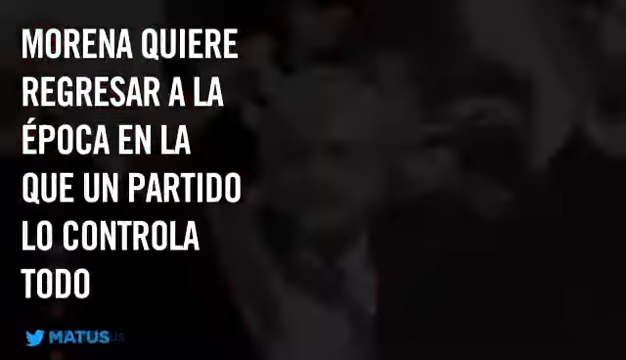 MORENA QUIERE
REGRESAR A LA
ÉPOCA EN LA
QUE UN PARTIDO
LO CONTROLA
TODO
MATUS